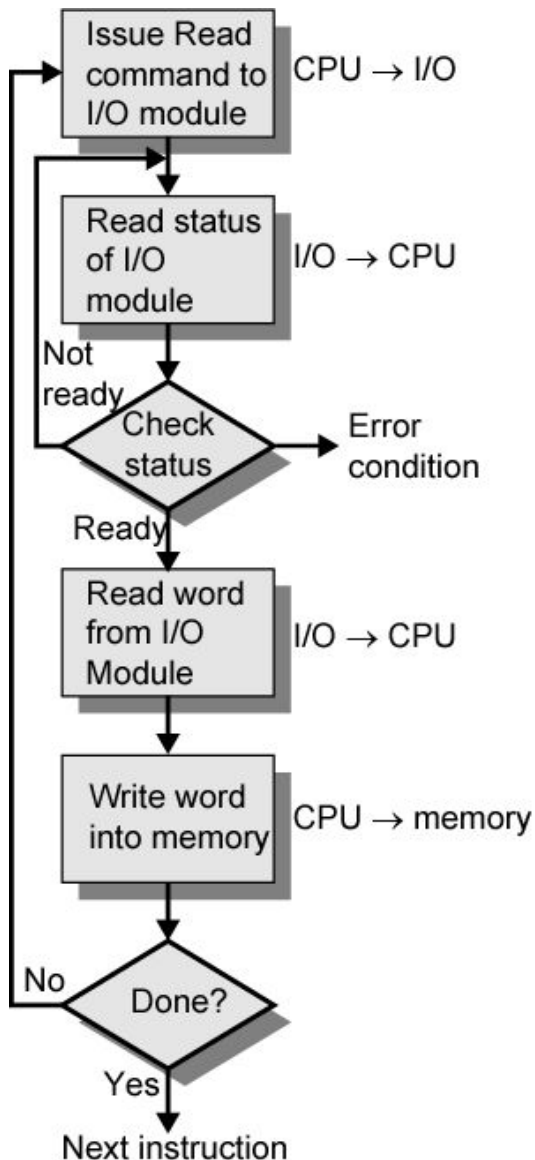 Issue Read
command to
I/O module
CPU → I/O
Read status
of I/O
module
I/O → CPU
Not
ready
Check
status
Error
condition
Ready
Read word
from I/O
Module
I/O → CPU
Write word
into memory
CPU → memory
No
Done?
Yes
Next instruction